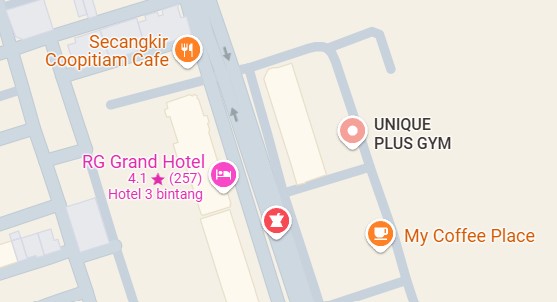 Secangkir
Coopitiam Cafe
UNIQUE
PLUS GYM
RG Grand Hotel
4.1 ★ (257)
Hotel 3 bintang
My Coffee Place